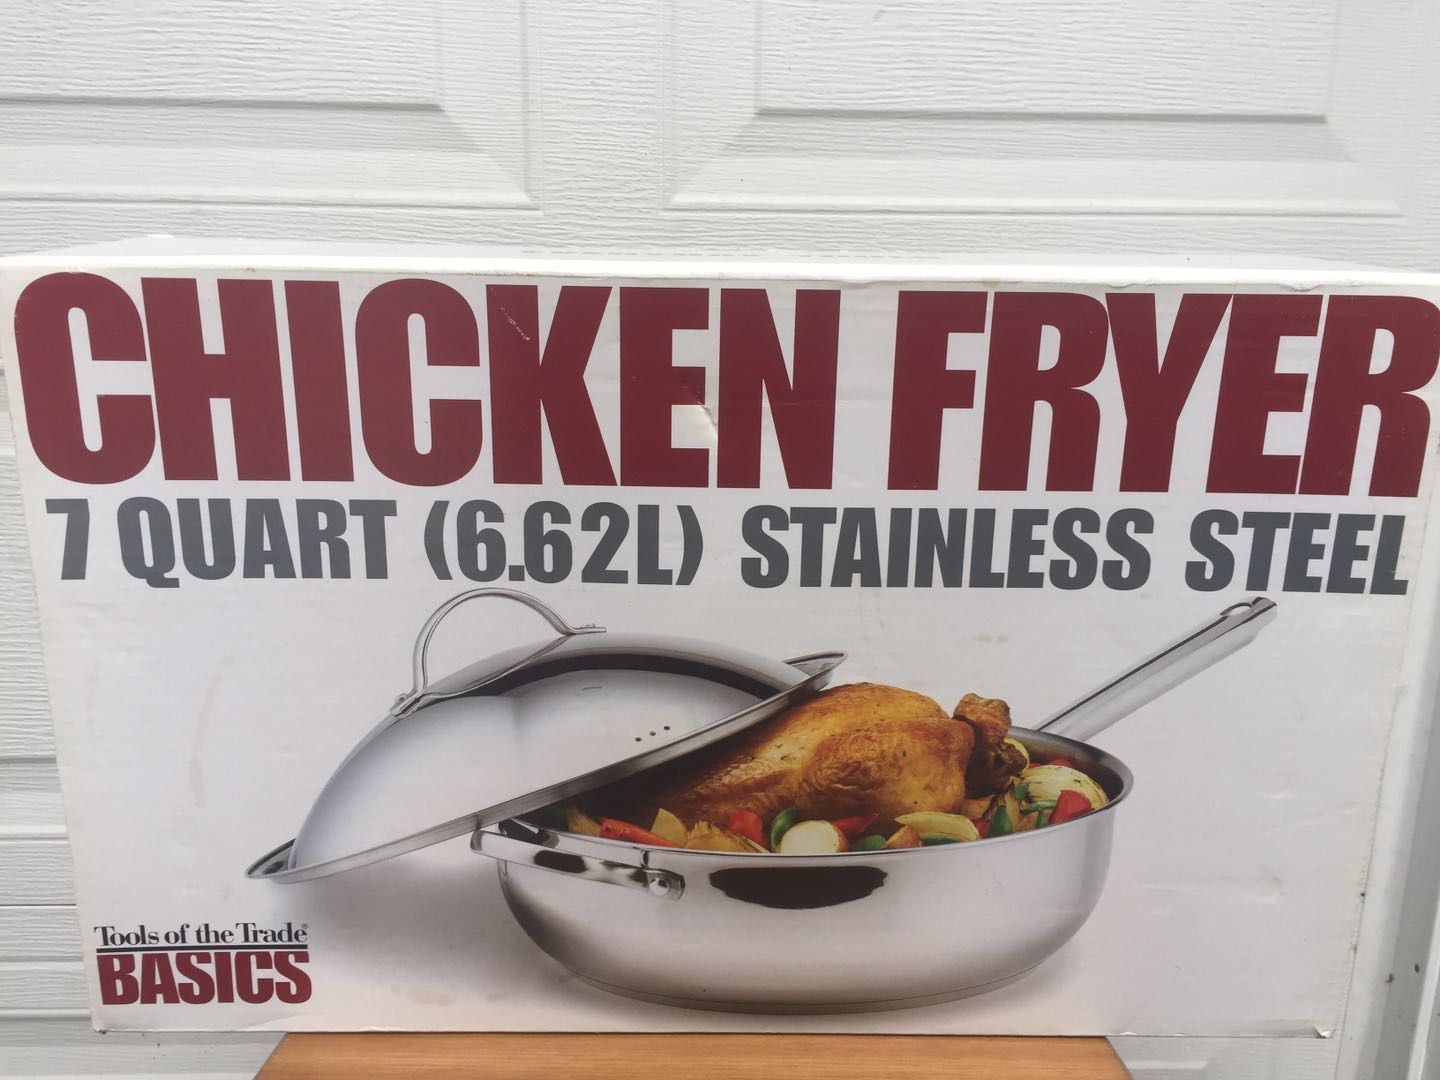 CHICKEN FRYER
7 QUART (6.62L) STAINLESS STEEL
Tools of the Trade®
BASICS